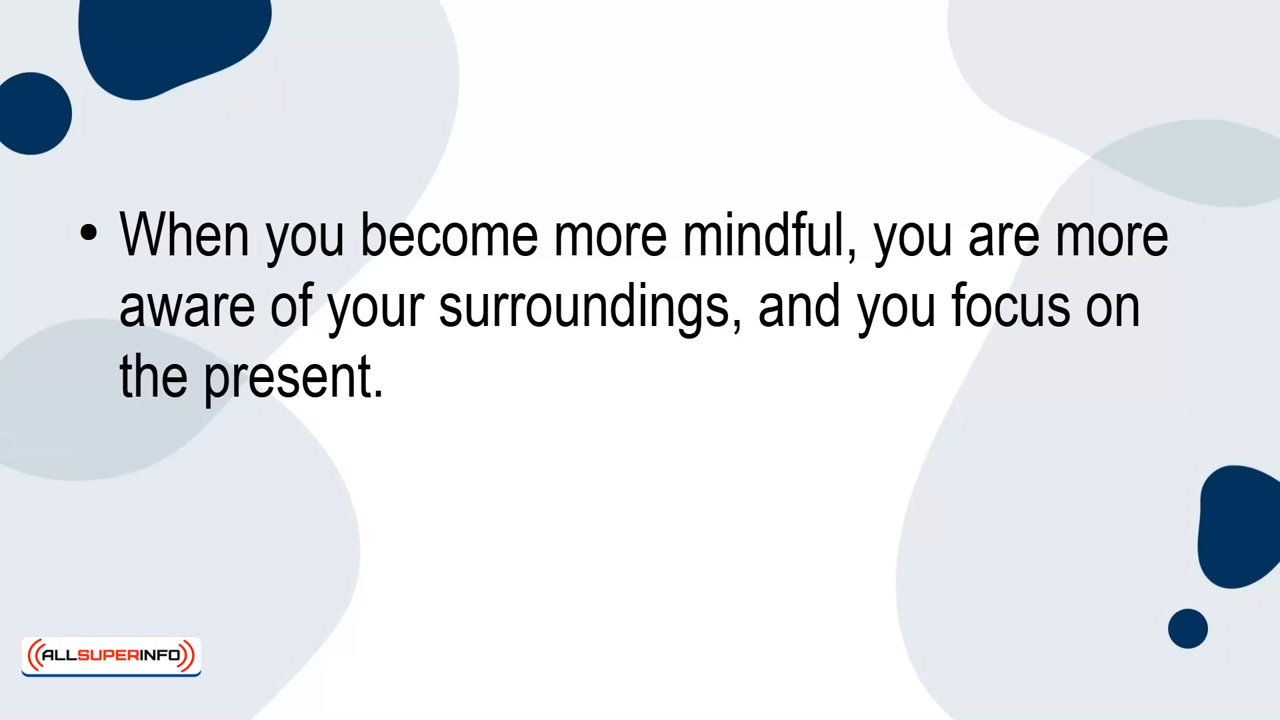 • When you become more mindful, you are more
aware of your surroundings, and you focus on
the present.
ALLSUPERINFO